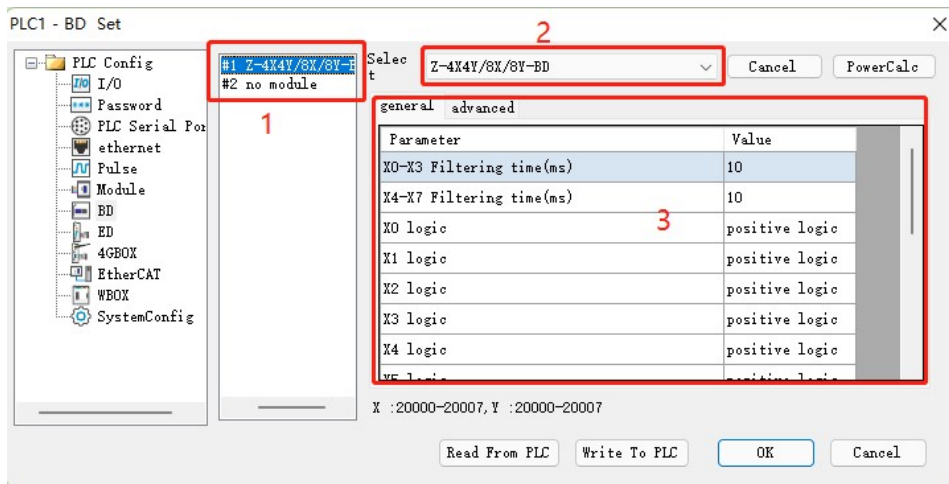 PLC1 - BD Set
2
PLC Config
I/O
I/O
Password
PLC Serial Por
ethernet
Pulse
Module
BD
ED
4GBOX
EtherCAT
WBOX
SystemConfig
#1 Z-4X4Y/8X/8Y-B
#2 no module
1
Selec
t
Z-4X4Y/8X/8Y-BD
Cancel
PowerCalc
general advanced
Parameter Value
X0-X3 Filtering time(ms) 10
X4-X7 Filtering time(ms) 10
3
X0 logic positive logic
X1 logic positive logic
X2 logic positive logic
X3 logic positive logic
X4 logic positive logic
X5 logic positive logic
X :20000-20007,Y :20000-20007
Read From PLC Write To PLC OK Cancel